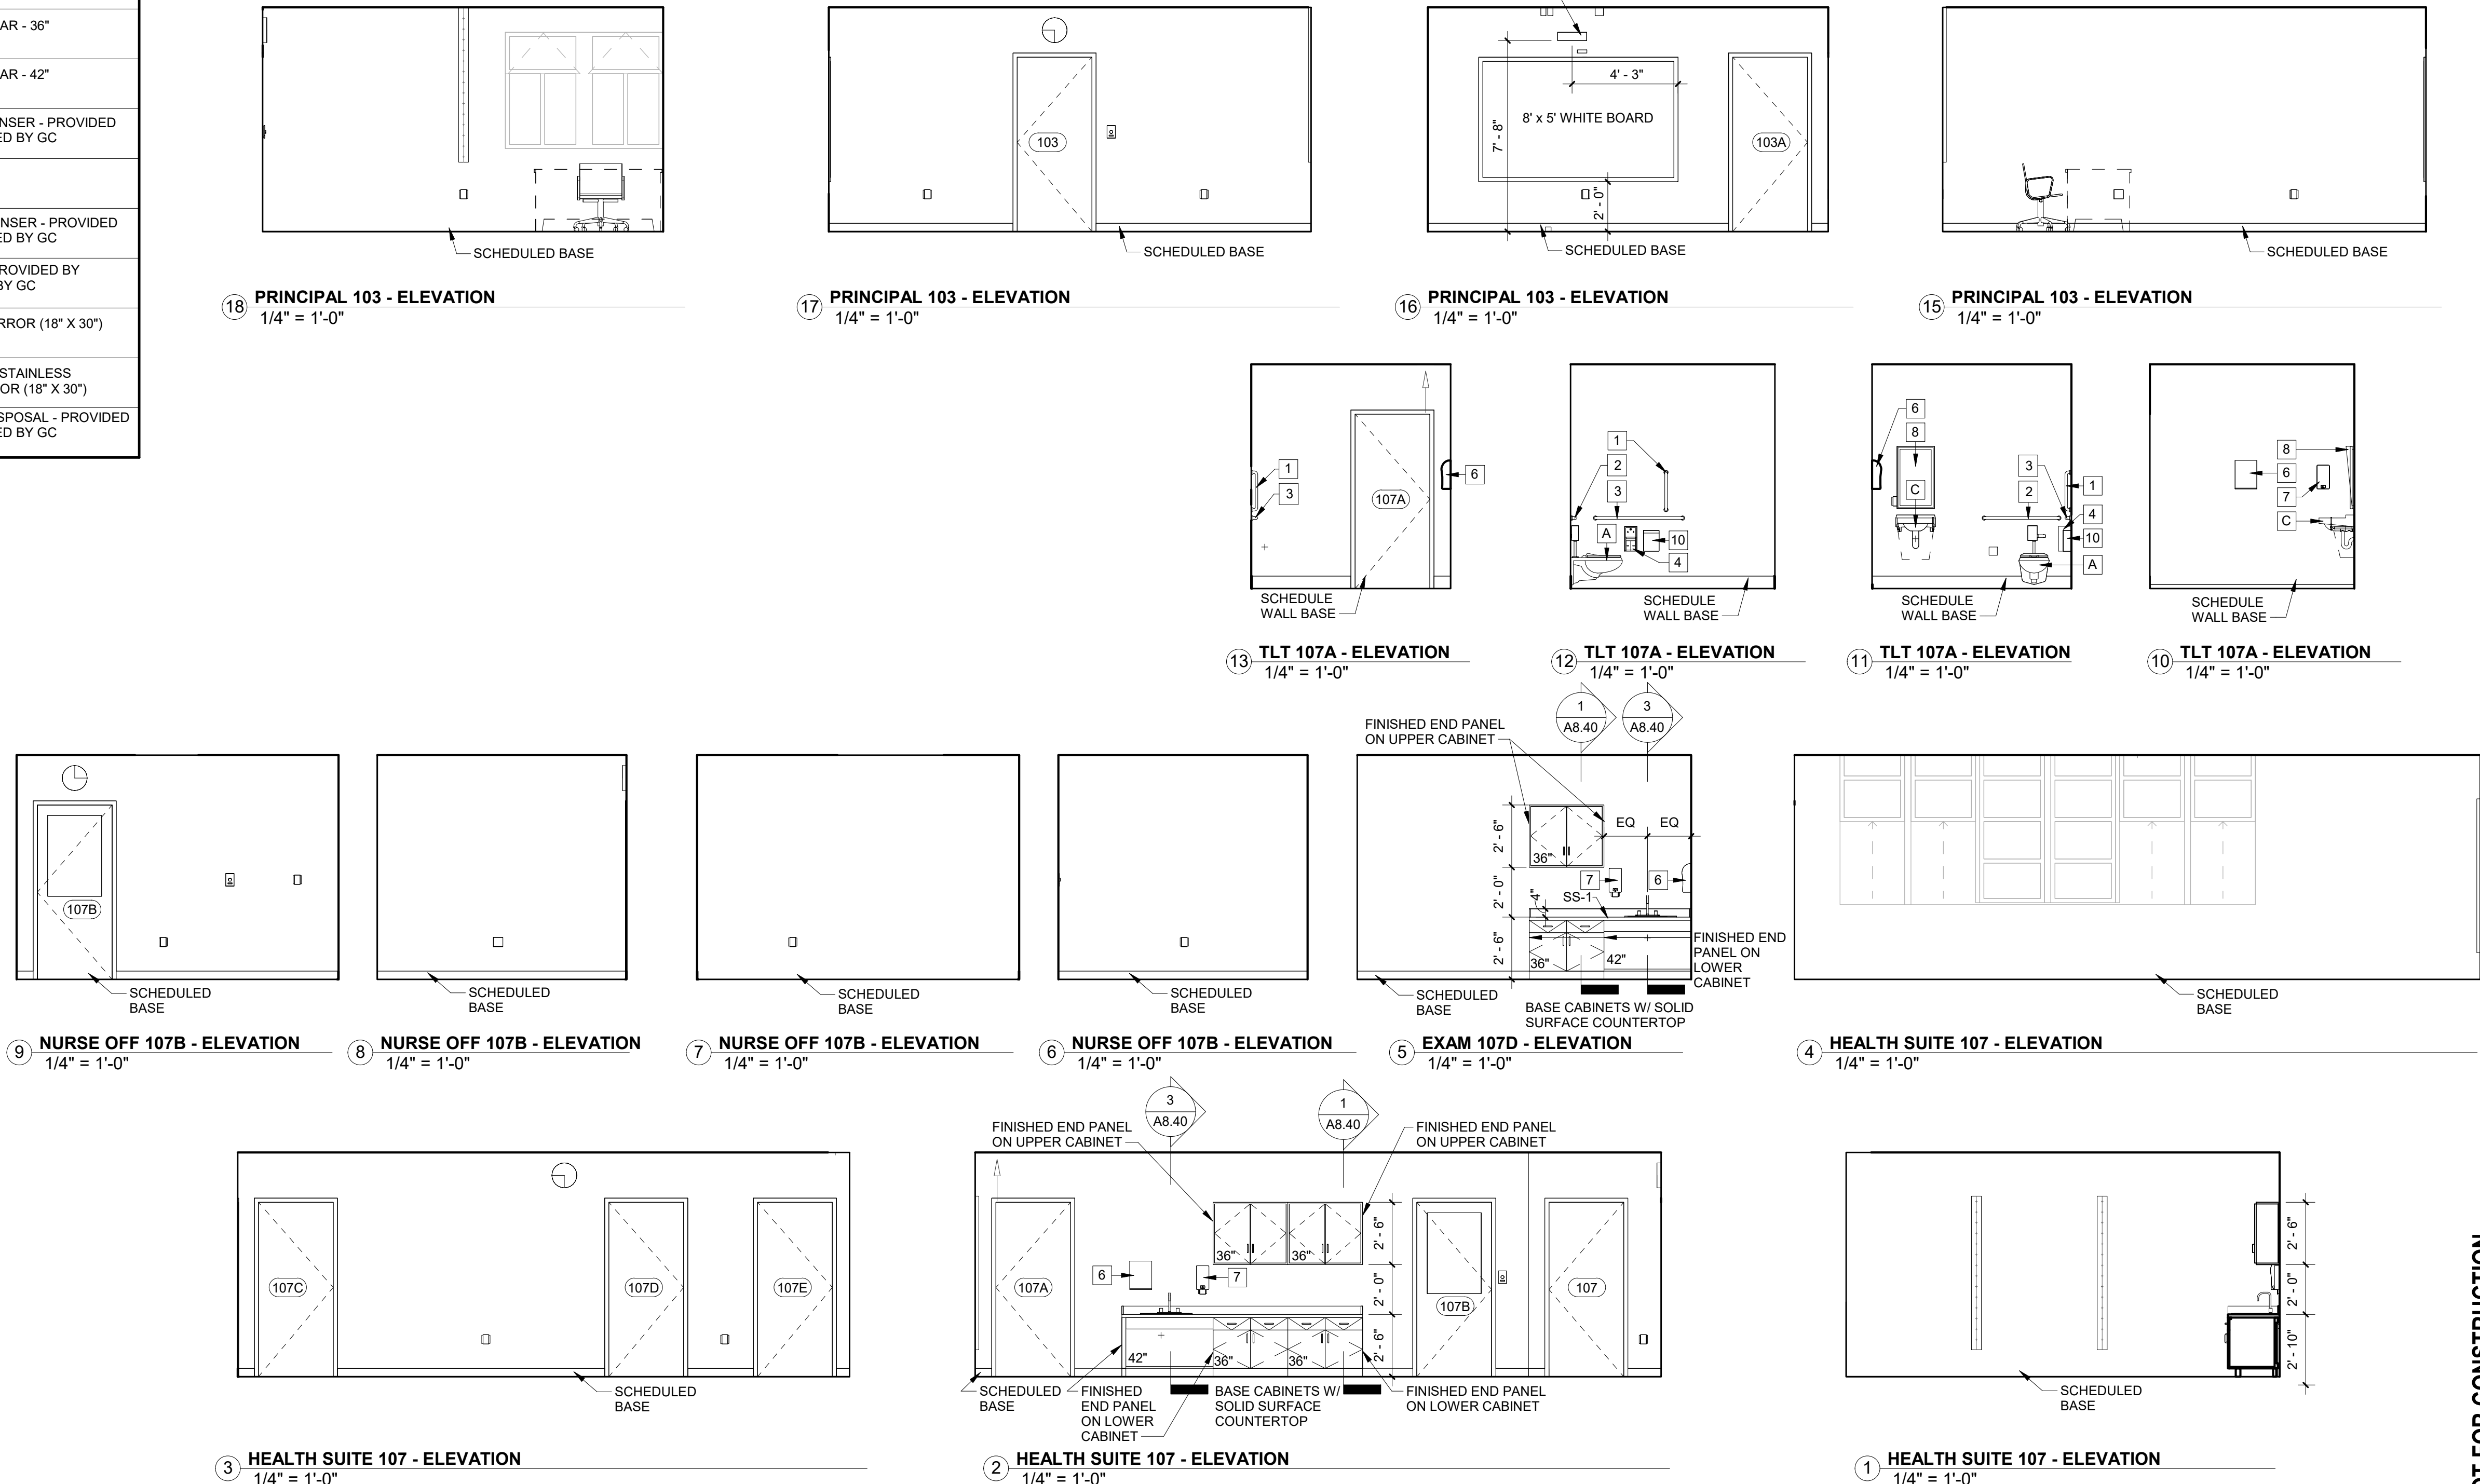 AR - 36"
AR - 42"
NSER - PROVIDED
ED BY GC
NSER - PROVIDED
ED BY GC
ROVIDED BY
BY GC
RROR (18" X 30")
STAINLESS
OR (18" X 30")
SPOSAL - PROVIDED
ED BY GC
SCHEDULED BASE
18 PRINCIPAL 103 - ELEVATION
1/4" = 1'-0"
103
SCHEDULED BASE
17 PRINCIPAL 103 - ELEVATION
1/4" = 1'-0"
4' - 3"
7' - 8"
8' x 5' WHITE BOARD
103A
2' - 0"
SCHEDULED BASE
16 PRINCIPAL 103 - ELEVATION
1/4" = 1'-0"
SCHEDULED BASE
15 PRINCIPAL 103 - ELEVATION
1/4" = 1'-0"
1
3
107A
6
SCHEDULE
WALL BASE
13 TLT 107A - ELEVATION
1/4" = 1'-0"
1
2
3
A
10
4
SCHEDULE
WALL BASE
12 TLT 107A - ELEVATION
1/4" = 1'-0"
6
8
C
3
2
1
4
10
A
SCHEDULE
WALL BASE
11 TLT 107A - ELEVATION
1/4" = 1'-0"
8
6
7
C
SCHEDULE
WALL BASE
10 TLT 107A - ELEVATION
1/4" = 1'-0"
107B
SCHEDULED
BASE
9 NURSE OFF 107B - ELEVATION
1/4" = 1'-0"
SCHEDULED
BASE
8 NURSE OFF 107B - ELEVATION
1/4" = 1'-0"
SCHEDULED
BASE
7 NURSE OFF 107B - ELEVATION
1/4" = 1'-0"
SCHEDULED
BASE
6 NURSE OFF 107B - ELEVATION
1/4" = 1'-0"
1
A8.40
3
A8.40
FINISHED END PANEL
ON UPPER CABINET
EQ EQ
2' - 6"
36"
2' - 0"
7
6
4"
SS-1
2' - 6"
36"
42"
FINISHED END
PANEL ON
LOWER
CABINET
SCHEDULED
BASE
BASE CABINETS W/ SOLID
SURFACE COUNTERTOP
5 EXAM 107D - ELEVATION
1/4" = 1'-0"
SCHEDULED
BASE
4 HEALTH SUITE 107 - ELEVATION
1/4" = 1'-0"
107C
107D
107E
SCHEDULED
BASE
3 HEALTH SUITE 107 - ELEVATION
1/4" = 1'-0"
3
A8.40
1
A8.40
FINISHED END PANEL
ON UPPER CABINET
FINISHED END PANEL
ON UPPER CABINET
36"
36"
2' - 6"
6
7
107A
2' - 0"
107B
107
42"
36"
36"
2' - 6"
SCHEDULED
BASE
FINISHED
END PANEL
ON LOWER
CABINET
BASE CABINETS W/
SOLID SURFACE
COUNTERTOP
FINISHED END PANEL
ON LOWER CABINET
2 HEALTH SUITE 107 - ELEVATION
1/4" = 1'-0"
2' - 6"
2' - 0"
2' - 10"
SCHEDULED
BASE
1 HEALTH SUITE 107 - ELEVATION
1/4" = 1'-0"
OT FOR CONSTRUCTION